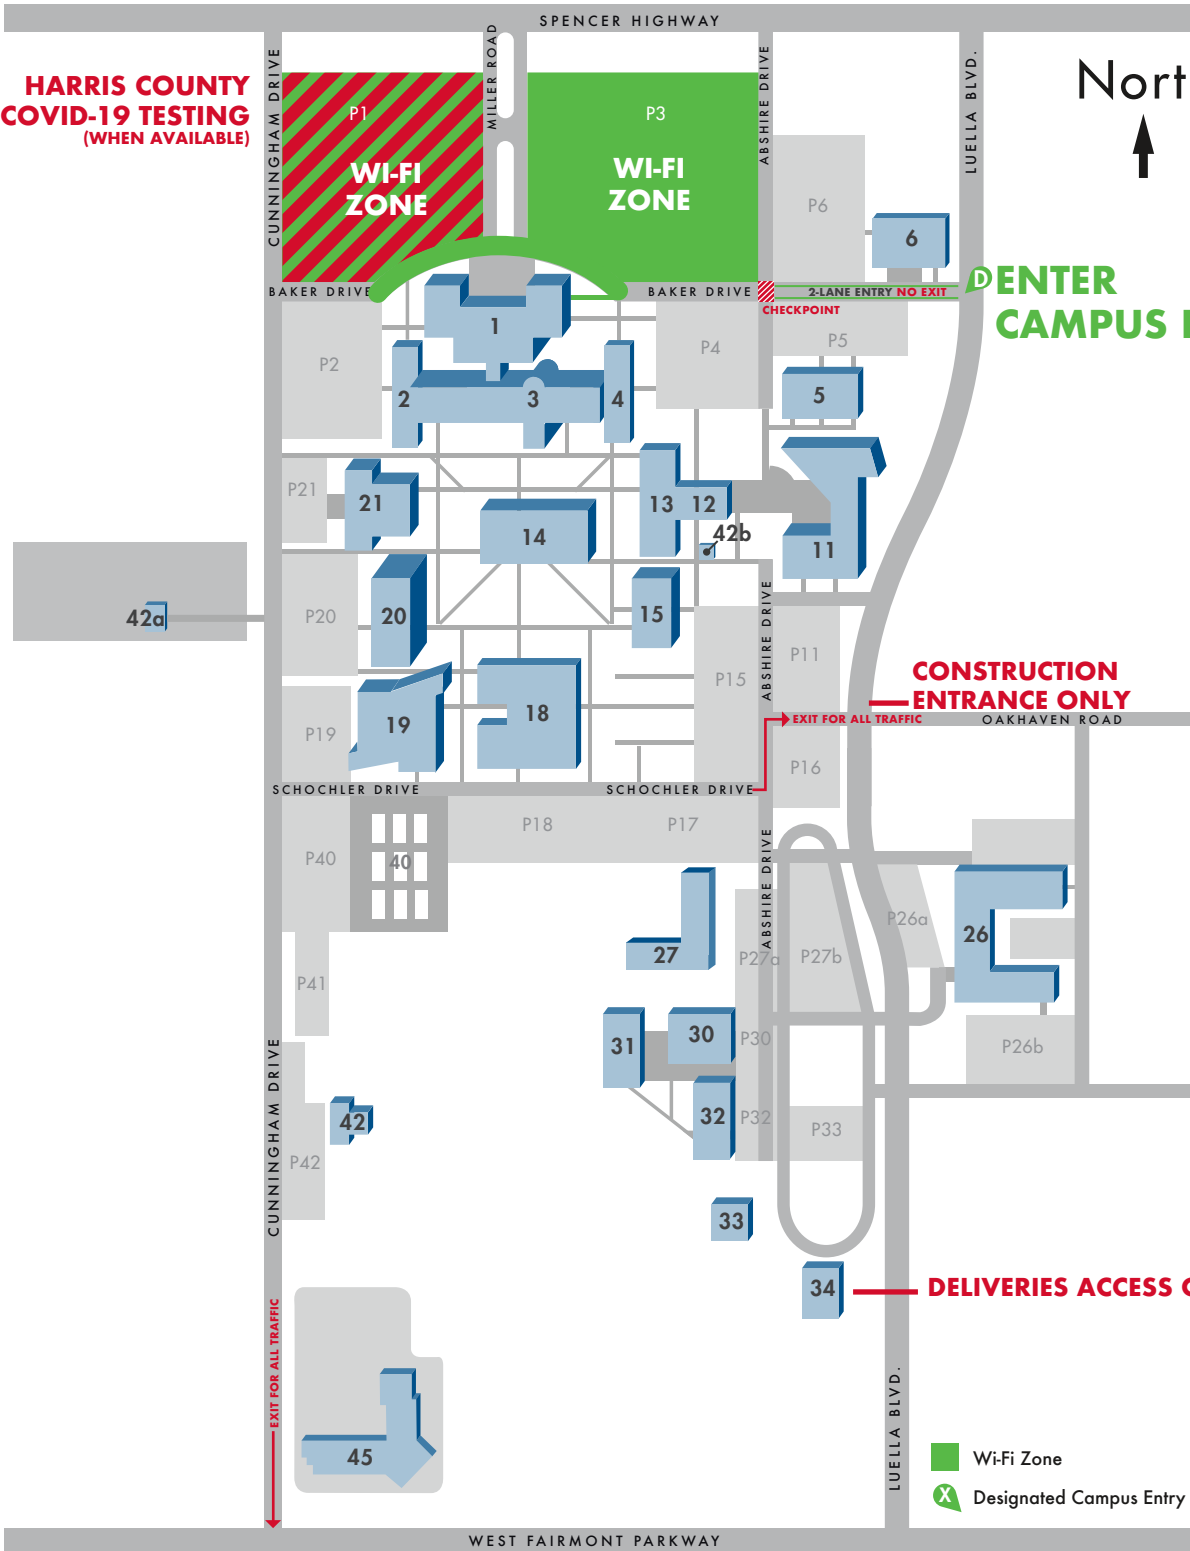 SPENCER HIGHWAY
CUNNINGHAM DRIVE
MILLER ROAD
ABSHIRE DRIVE
LUELLA BLVD.
Nort
HARRIS COUNTY
COVID-19 TESTING
(WHEN AVAILABLE)
P1
WI-FI
ZONE
P3
WI-FI
ZONE
P6
6
BAKER DRIVE
BAKER DRIVE
2-LANE ENTRY NO EXIT
CHECKPOINT
D ENTER
CAMPUS
1
P2
P4
P5
2
3
4
5
P21
21
13
12
14
42b
11
42a
P20
20
15
ABSHIRE DRIVE
P11
P15
CONSTRUCTION
ENTRANCE ONLY
P19
19
18
EXIT FOR ALL TRAFFIC
OAKHAVEN ROAD
P16
SCHOCHLER DRIVE
SCHOCHLER DRIVE
P18
P17
P40
40
ABSHIRE DRIVE
P26a
26
27
P27a
P27b
P41
31
30
P30
P26b
CUNNINGHAM DRIVE
42
32
P32
P33
P42
33
34
DELIVERIES ACCESS
EXIT FOR ALL TRAFFIC
LUELLA BLVD.
45
Wi-Fi Zone
X Designated Campus Entry
WEST FAIRMONT PARKWAY